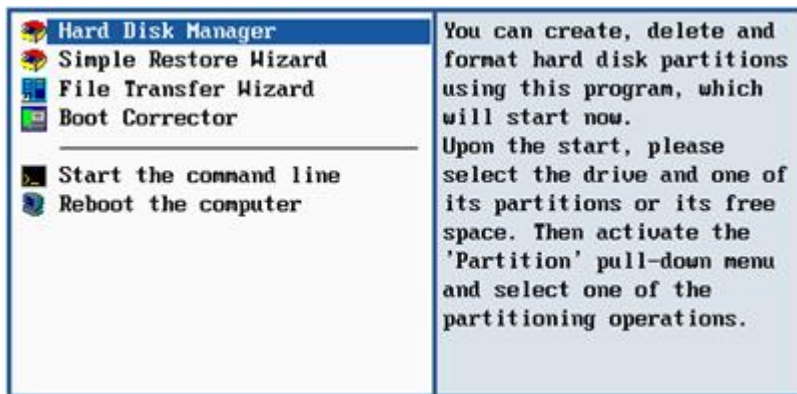 Hard Disk Manager
Simple Restore Wizard
File Transfer Wizard
Boot Corrector
Start the command line
Reboot the computer
You can create, delete and
format hard disk partitions
using this program, which
will start now.
Upon the start, please
select the drive and one of
its partitions or its free
space. Then activate the
'Partition' pull-down menu
and select one of the
partitioning operations.